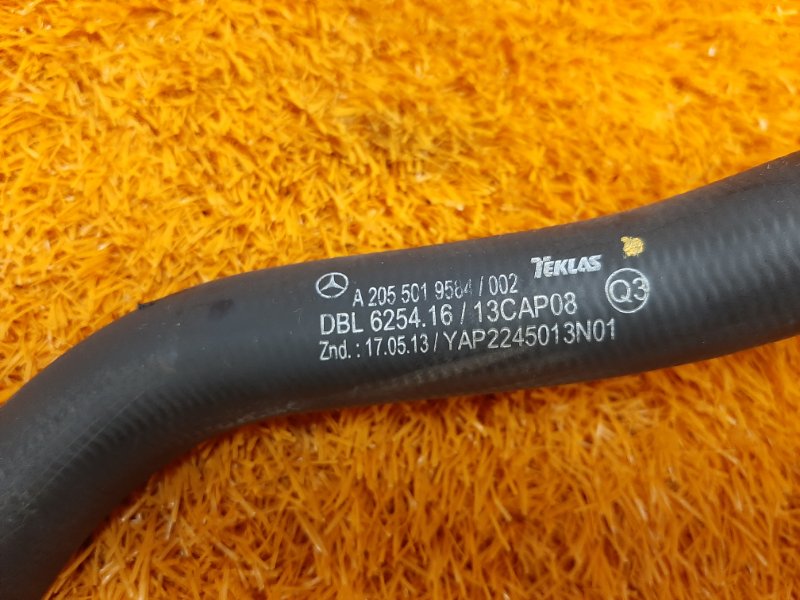 A 205 501 9584 / 002 TEKLAS
DBL 6254.16 / 13CAP08 Q3
Znd. : 17.05.13 / YAP2245013N01